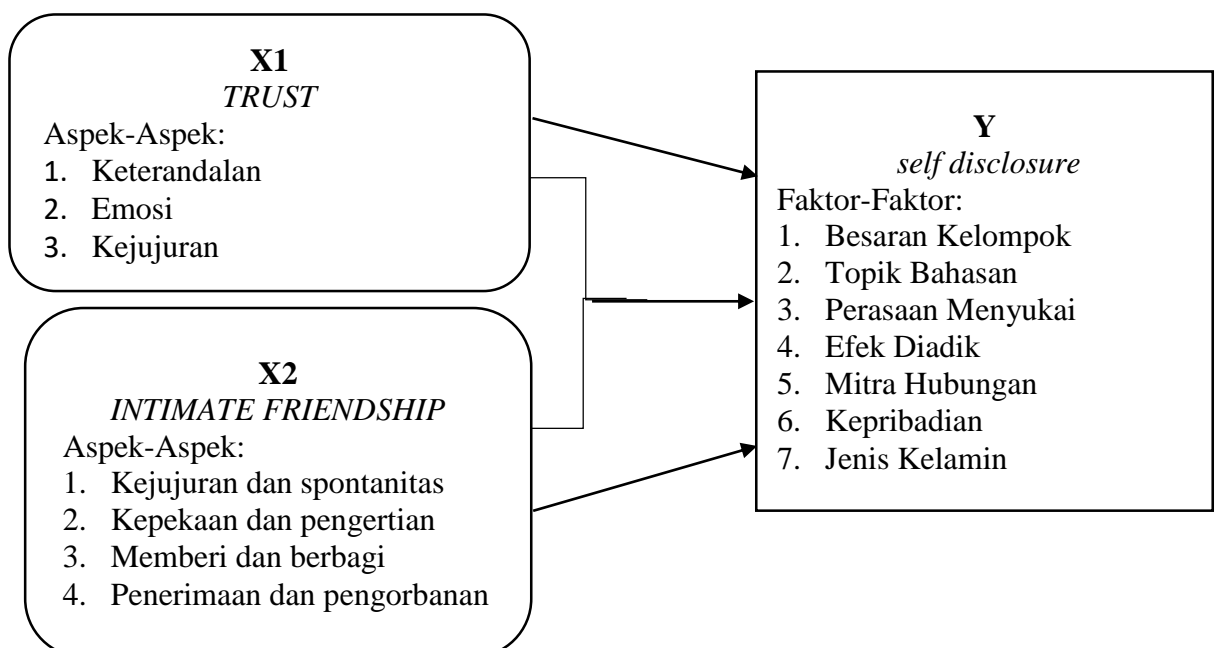 X1
TRUST
Aspek-Aspek:
1. Keterandalan
2. Emosi
3. Kejujuran
X2
INTIMATE FRIENDSHIP
Aspek-Aspek:
1. Kejujuran dan spontanitas
2. Kepekaan dan pengertian
3. Memberi dan berbagi
4. Penerimaan dan pengorbanan
Y
self disclosure
Faktor-Faktor:
1. Besaran Kelompok
2. Topik Bahasan
3. Perasaan Menyukai
4. Efek Diadik
5. Mitra Hubungan
6. Kepribadian
7. Jenis Kelamin